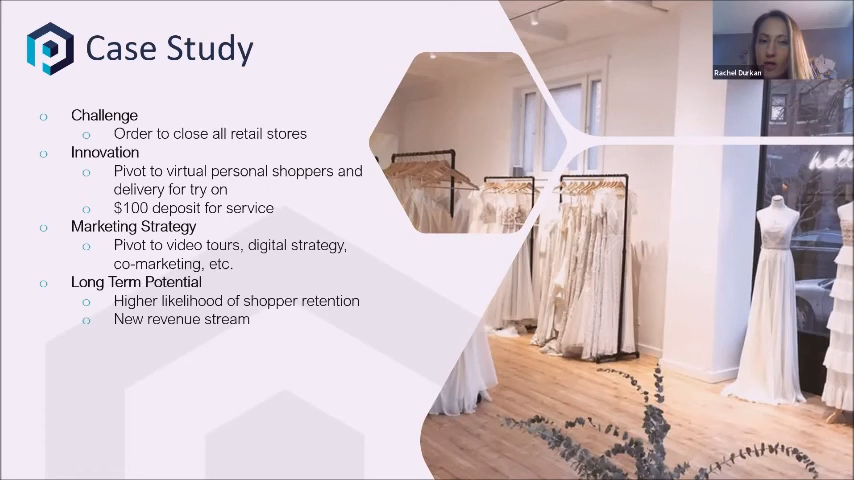 Case Study
Challenge
Order to close all retail stores
Innovation
Pivot to virtual personal shoppers and
delivery for try on
$100 deposit for service
Marketing Strategy
Pivot to video tours, digital strategy,
co-marketing, etc.
Long Term Potential
Higher likelihood of shopper retention
New revenue stream
Rachel Durkan
hell